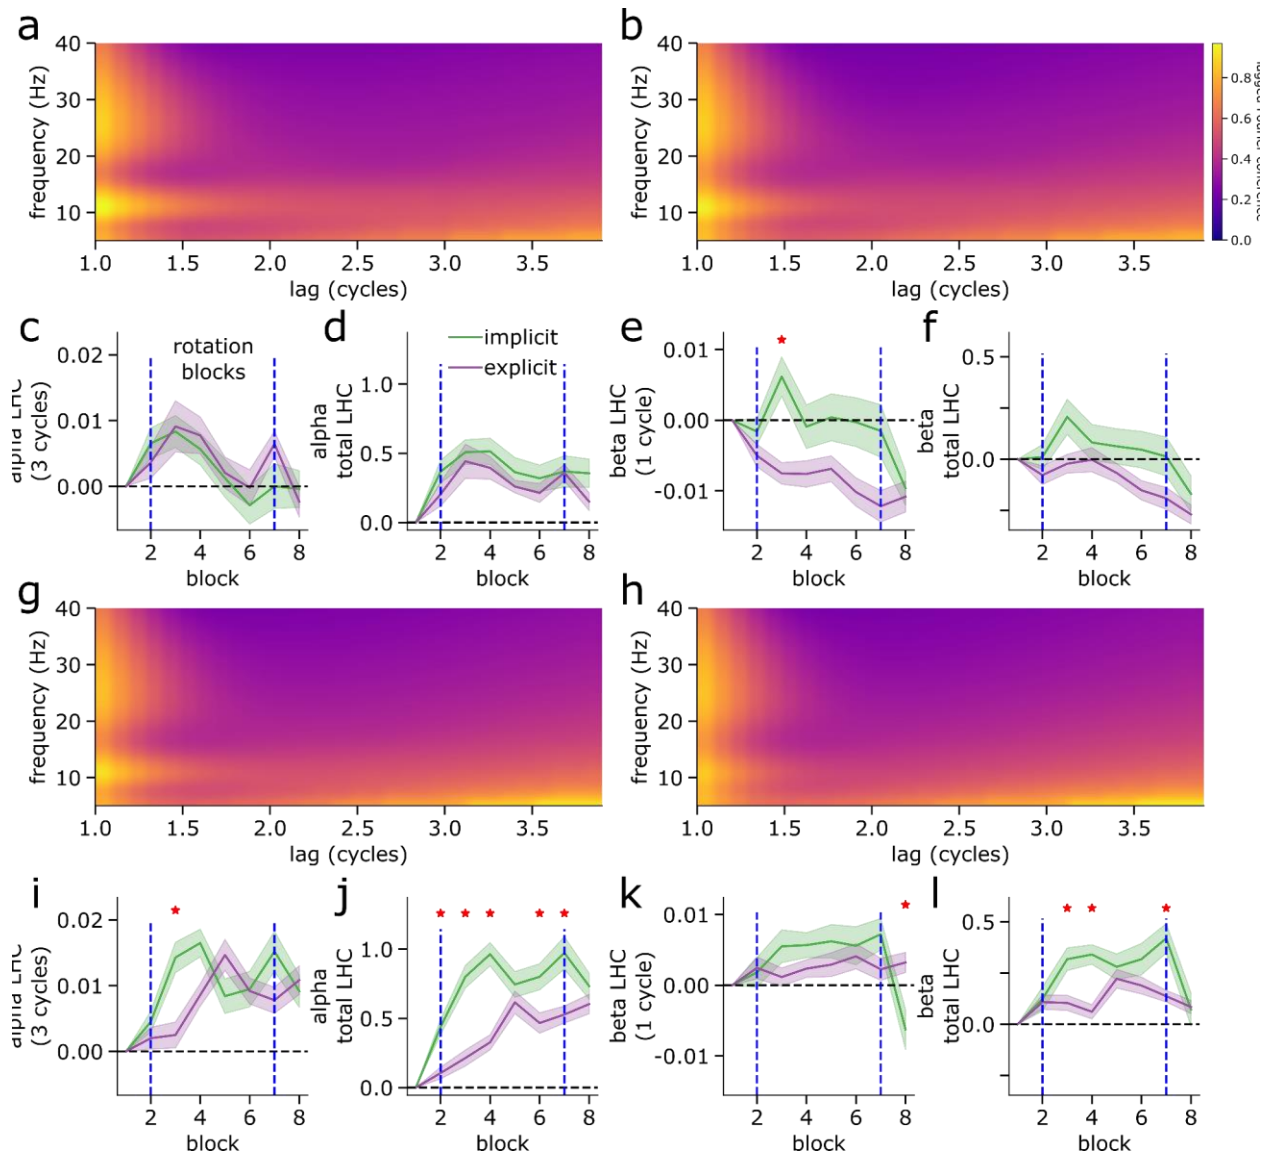 a
40
30
20
10
frequency (Hz)
1.0 1.5 2.0 2.5 3.0 3.5
lag (cycles)
b
40
30
20
10
frequency (Hz)
1.0 1.5 2.0 2.5 3.0 3.5
lag (cycles)
0.8
0.6
0.4
0.2
0.0
c
0.02
0.01
0.00
alpha LHC
(3 cycles)
rotation
blocks
2 4 6 8
block
d
1.0
0.5
0.0
alpha
total LHC
implicit
explicit
2 4 6 8
block
e
0.01
0.00
-0.01
beta LHC
(1 cycle)
2 4 6 8
block
f
0.5
0.0
beta
total LHC
2 4 6 8
block
g
40
30
20
10
frequency (Hz)
1.0 1.5 2.0 2.5 3.0 3.5
lag (cycles)
h
40
30
20
10
frequency (Hz)
1.0 1.5 2.0 2.5 3.0 3.5
lag (cycles)
i
0.02
0.01
0.00
alpha LHC
(3 cycles)
2 4 6 8
block
j
1.0
0.5
0.0
alpha
total LHC
2 4 6 8
block
k
0.01
0.00
-0.01
beta LHC
(1 cycle)
2 4 6 8
block
l
0.5
0.0
beta
total LHC
2 4 6 8
block